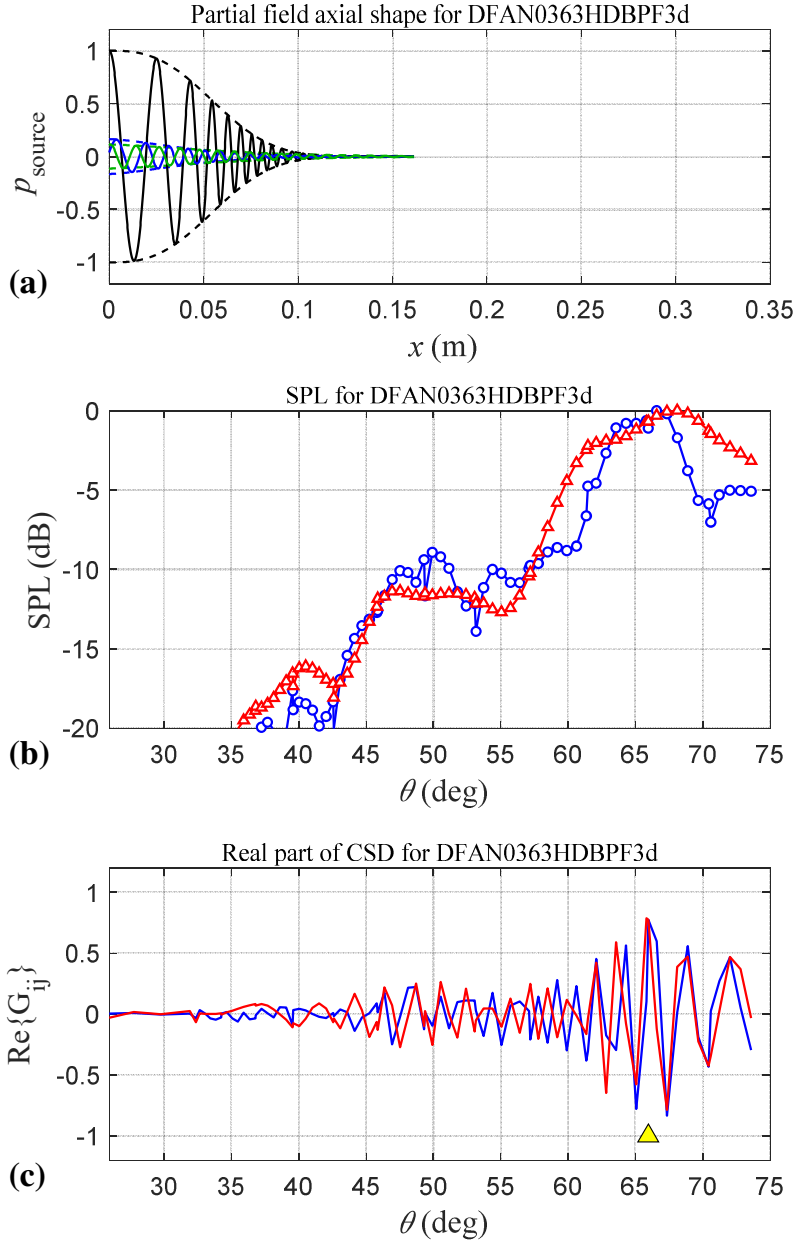 Partial field axial shape for DFAN0363HDBPF3d
1
0.5
0
-0.5
-1
p source
0 0.05 0.1 0.15 0.2 0.25 0.3 0.35
x (m)
(a)
SPL for DFAN0363HDBPF3d
0
-5
-10
-15
-20
SPL (dB)
30 35 40 45 50 55 60 65 70 75
θ (deg)
(b)
Real part of CSD for DFAN0363HDBPF3d
1
0.5
0
-0.5
-1
Re{G_ij}
30 35 40 45 50 55 60 65 70 75
θ (deg)
(c)